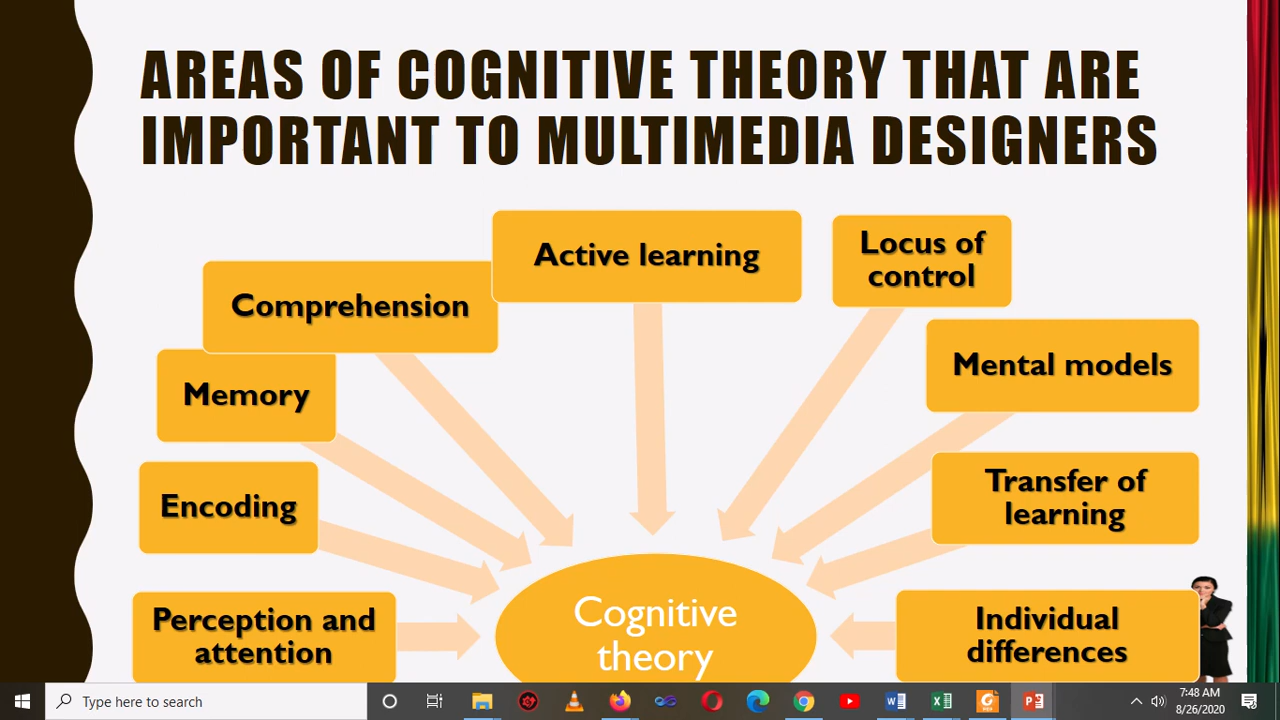 AREAS OF COGNITIVE THEORY THAT ARE
IMPORTANT TO MULTIMEDIA DESIGNERS
Active learning
Locus of
control
Comprehension
Mental models
Memory
Transfer of
learning
Encoding
Perception and
attention
Cognitive
theory
Individual
differences
Type here to search
7:48 AM
8/26/2020